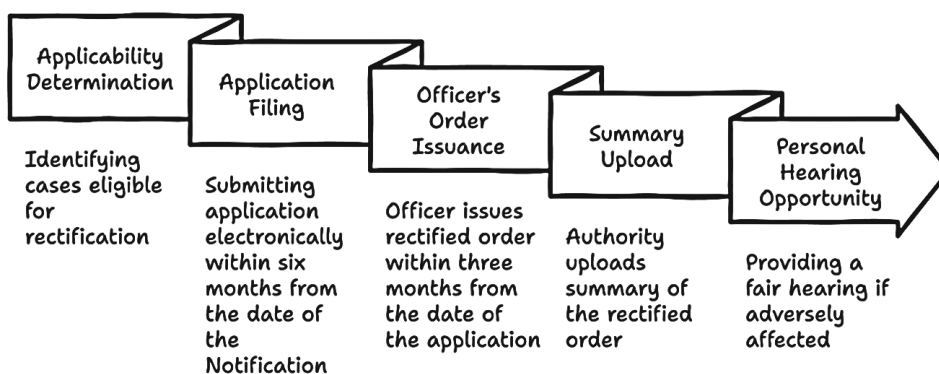 Applicability
Determination
Identifying
cases eligible
for
rectification
Application
Filing
Submitting
application
electronically
within six
months from
the date of
the
Notification
Officer's
Order
Issuance
Officer issues
rectified order
within three
months from
the date of
the application
Summary
Upload
Authority
uploads
summary of
the rectified
order
Personal
Hearing
Opportunity
Providing a
fair hearing if
adversely
affected